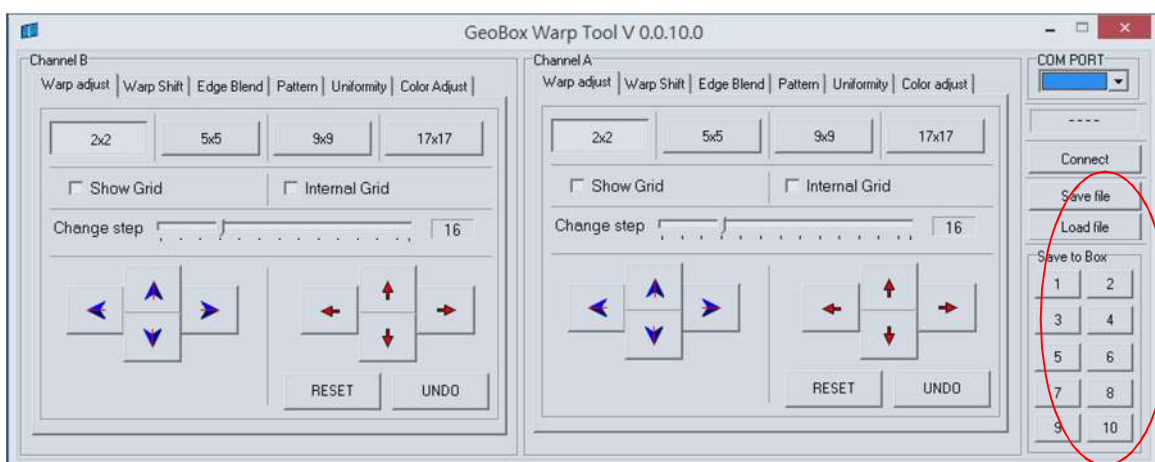 GeoBox Warp Tool V 0.0.10.0
Channel B
Warp adjust Warp Shift Edge Blend Pattern Uniformity Color Adjust
2x2 5x5 9x9 17x17
Show Grid Internal Grid
Change step 16
RESET UNDO
Channel A
Warp adjust Warp Shift Edge Blend Pattern Uniformity Color adjust
2x2 5x5 9x9 17x17
Show Grid Internal Grid
Change step 16
RESET UNDO
COM PORT
----
Connect
Save file
Load file
Save to Box
1 2
3 4
5 6
7 8
9 10